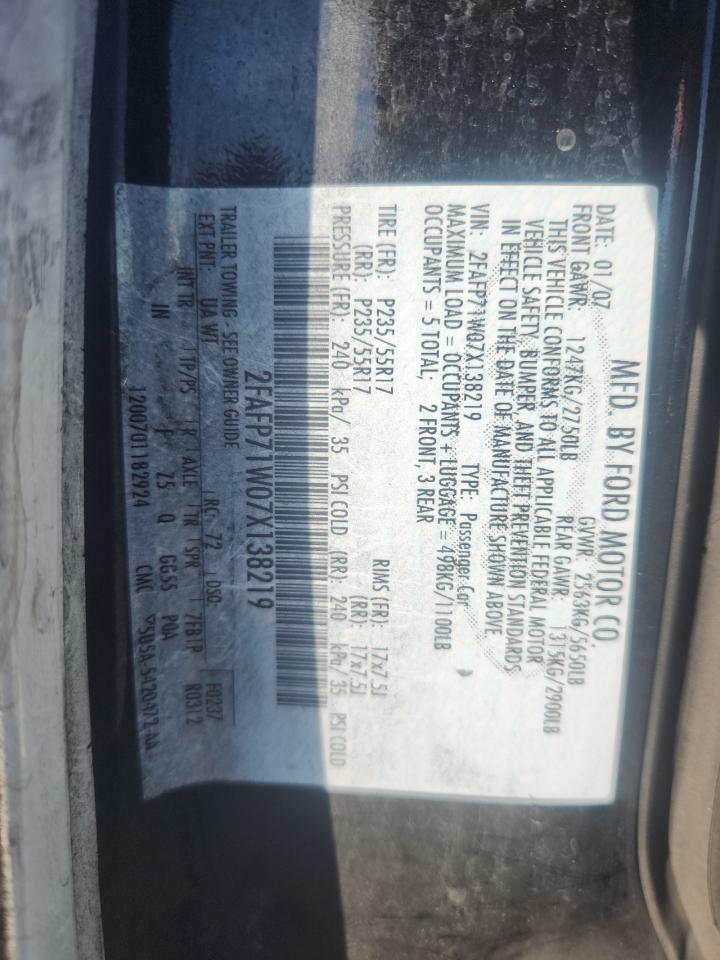 MFD. BY FORD MOTOR CO.
DATE: 01/07 GVWR: 2563KG/5650LB
FRONT GAWR: 1247KG/2750LB REAR GAWR: 1315KG/2900LB
THIS VEHICLE CONFORMS TO ALL APPLICABLE FEDERAL MOTOR
VEHICLE SAFETY, BUMPER, AND THEFT PREVENTION STANDARDS
IN EFFECT ON THE DATE OF MANUFACTURE SHOWN ABOVE.
VIN: 2FAFP71W07X138219 TYPE: Passenger Car
MAXIMUM LOAD = OCCUPANTS + LUGGAGE = 498KG/1100LB
OCCUPANTS = 5 TOTAL; 2 FRONT, 3 REAR
TIRE (FR): P235/55R17 RIMS (FR): 17x7.5J
(RR): P235/55R17 (RR): 17x7.5J
PRESSURE (FR): 240 kPa/ 35 PSI COLD (RR): 240 kPa/ 35 PSI COLD
2FAFP71W07X138219
TRAILER TOWING - SEE OWNER GUIDE
EXT PNT: UA WT RC: 72 DSO: F0237
INT TR TP/PS R AXLE TR SPR 7FB1P R0312
IN P Z5 Q GG55 POA
1200701182924 CMC 5B5A-5420472-AA